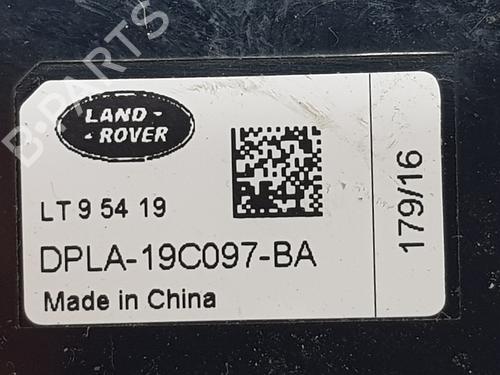 B-PARTS
LAND-
-ROVER
LT 9 54 19
DPLA-19C097-BA
Made in China
179/16